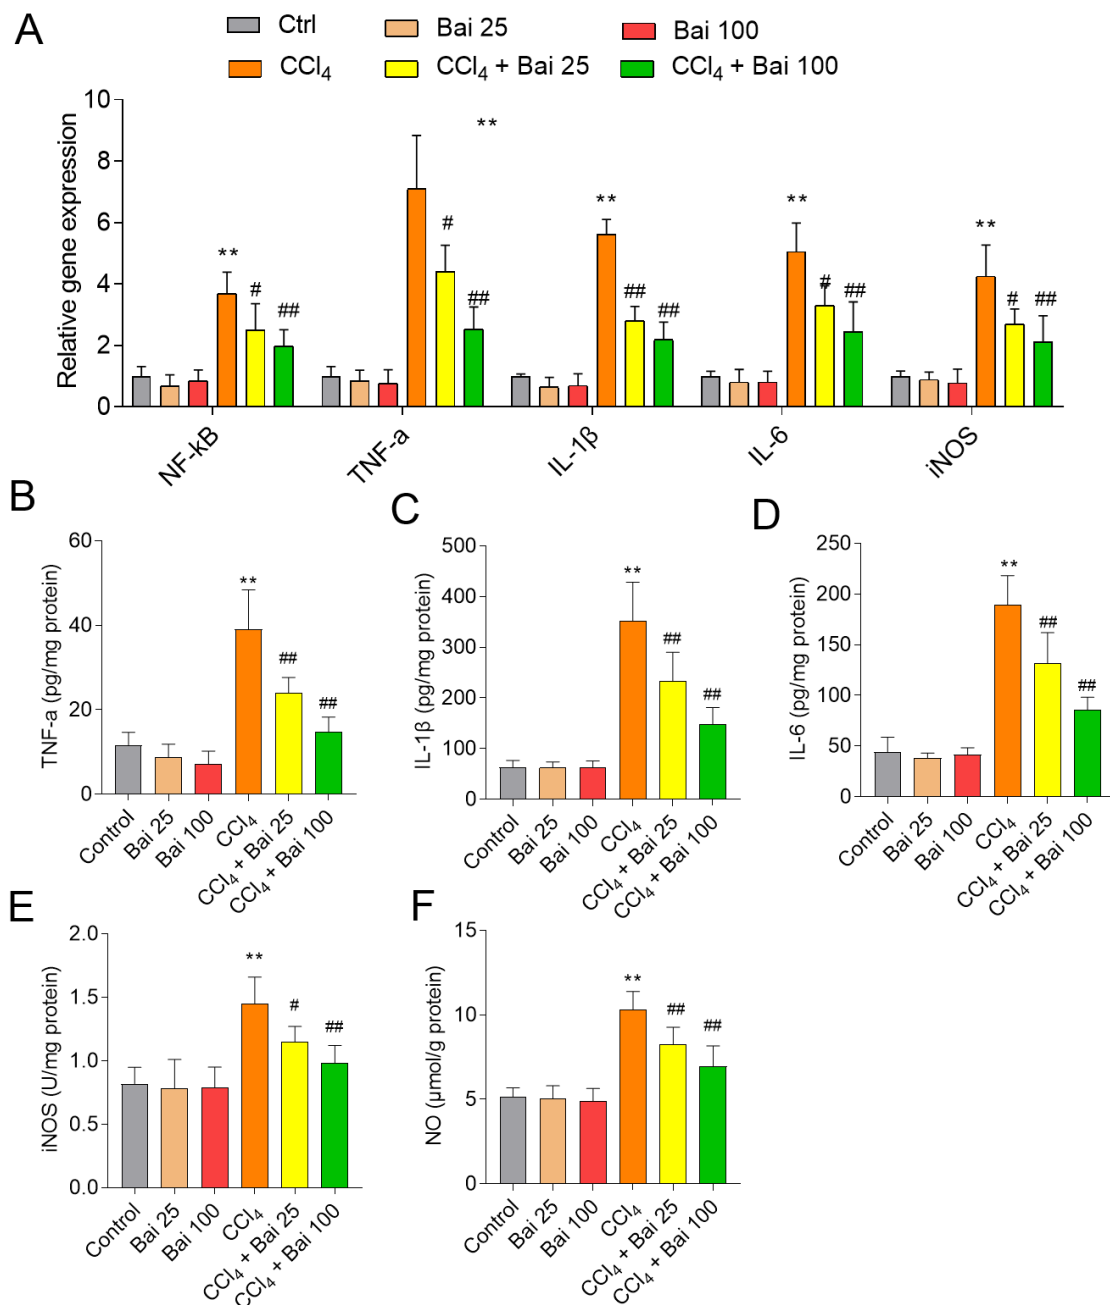 A
Ctrl
Bai 25
Bai 100
CCl₄
CCl₄ + Bai 25
CCl₄ + Bai 100
Relative gene expression
10
8
6
4
2
0
**
**
**
**
**
#
##
#
##
##
##
#
##
#
##
NF-kB
TNF-a
IL-1β
IL-6
iNOS
B
TNF-a (pg/mg protein)
60
40
20
0
**
##
##
Control
Bai 25
Bai 100
CCl₄
CCl₄ + Bai 25
CCl₄ + Bai 100
C
IL-1β (pg/mg protein)
500
400
300
200
100
0
**
##
##
Control
Bai 25
Bai 100
CCl₄
CCl₄ + Bai 25
CCl₄ + Bai 100
D
IL-6 (pg/mg protein)
250
200
150
100
50
0
**
##
##
Control
Bai 25
Bai 100
CCl₄
CCl₄ + Bai 25
CCl₄ + Bai 100
E
iNOS (U/mg protein)
2.0
1.5
1.0
0.5
0.0
**
#
##
Control
Bai 25
Bai 100
CCl₄
CCl₄ + Bai 25
CCl₄ + Bai 100
F
NO (µmol/g protein)
15
10
5
0
**
##
##
Control
Bai 25
Bai 100
CCl₄
CCl₄ + Bai 25
CCl₄ + Bai 100